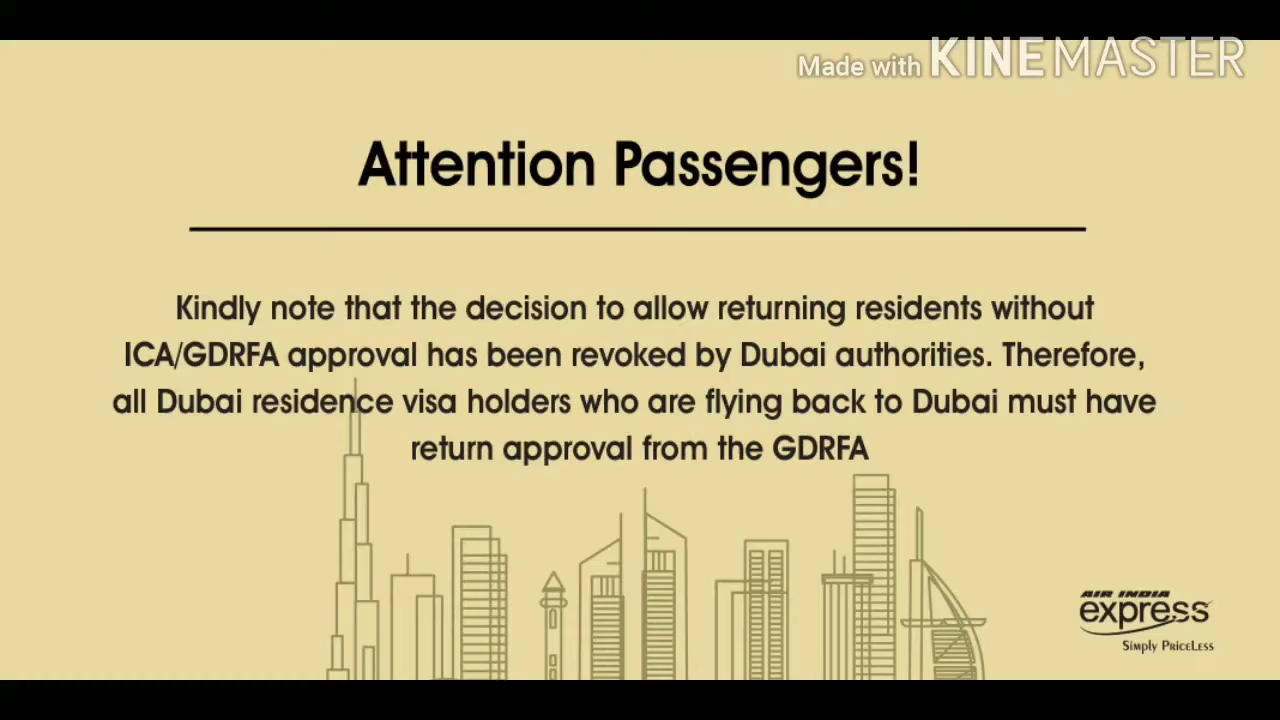 Made with KINEMASTER
Attention Passengers!
Kindly note that the decision to allow returning residents without
ICA/GDRFA approval has been revoked by Dubai authorities. Therefore,
all Dubai residence visa holders who are flying back to Dubai must have
return approval from the GDRFA
AIR INDIA
express
Simply PriceLess